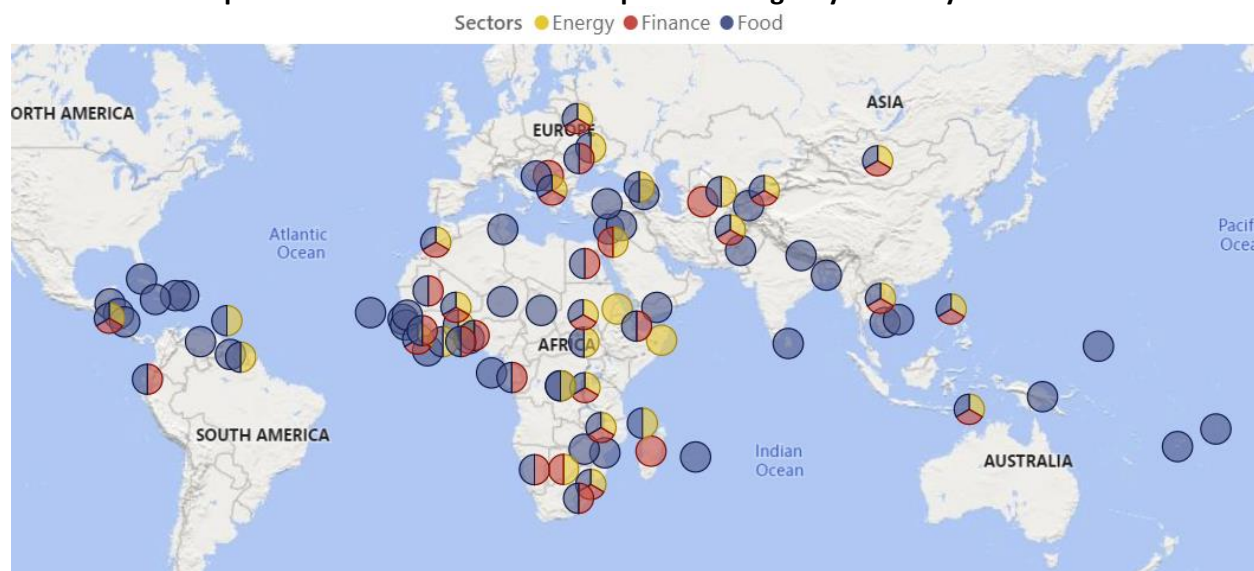 Sectors Energy Finance Food
ORTH AMERICA
ASIA
EUROPE
Atlantic
Ocean
Pacif
Ocea
AFRICA
SOUTH AMERICA
Indian
Ocean
AUSTRALIA